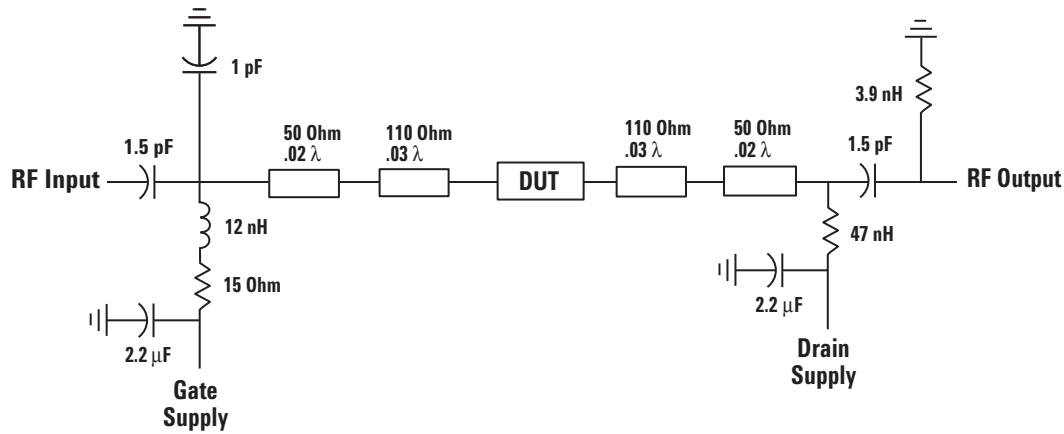 1 pF
3.9 nH
50 Ohm
.02 λ
110 Ohm
.03 λ
110 Ohm
.03 λ
50 Ohm
.02 λ
1.5 pF
1.5 pF
RF Input
DUT
RF Output
12 nH
47 nH
15 Ohm
2.2 µF
2.2 µF
Gate
Supply
Drain
Supply